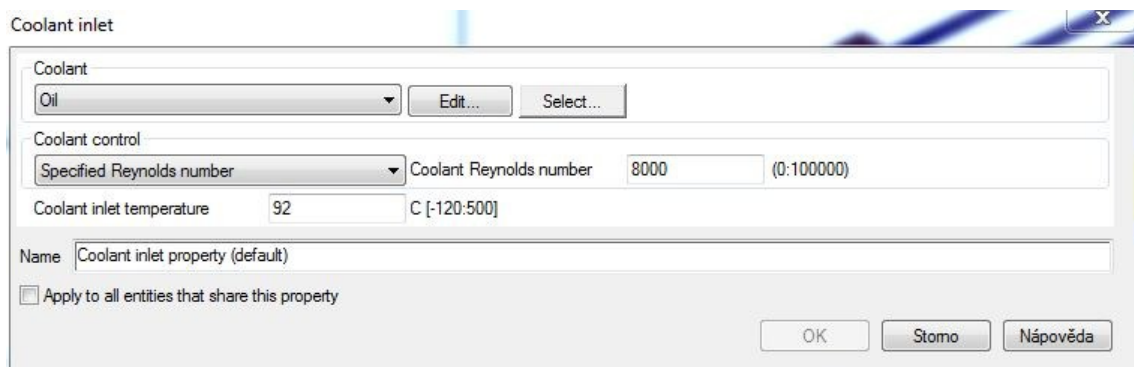 Coolant inlet
X
Coolant
Oil Edit... Select...
Coolant control
Specified Reynolds number Coolant Reynolds number 8000 (0:100000)
Coolant inlet temperature 92 C [-120:500]
Name Coolant inlet property (default)
Apply to all entities that share this property
OK Storno Nápověda